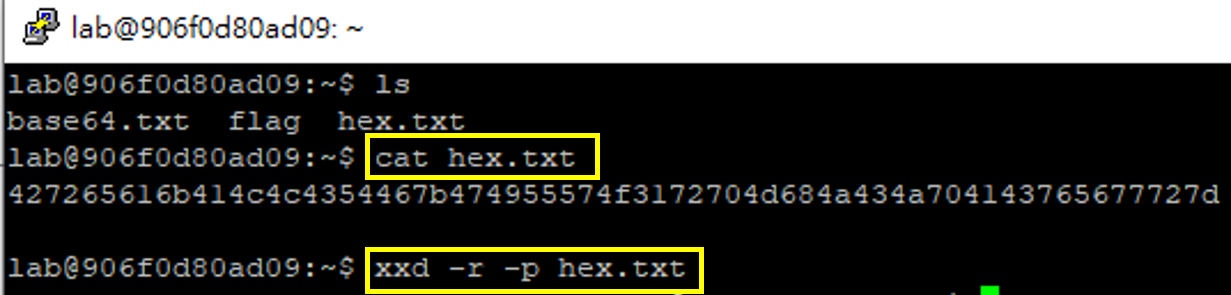 lab@906f0d80ad09: ~
lab@906f0d80ad09:~$ ls
base64.txt  flag  hex.txt
lab@906f0d80ad09:~$ cat hex.txt
427265616b414c4c4354467b474955574f3172704d684a434a704143765677727d
lab@906f0d80ad09:~$ xxd -r -p hex.txt